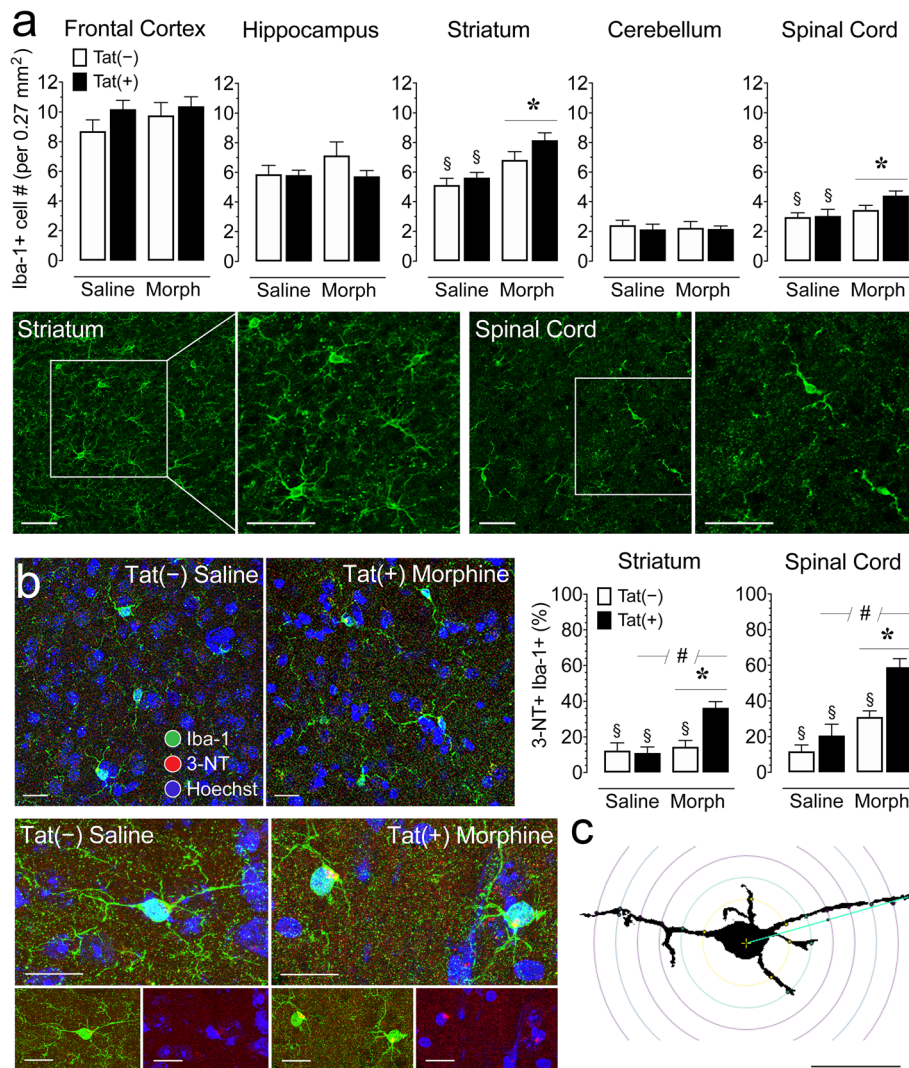 a
Frontal Cortex
Hippocampus
Striatum
Cerebellum
Spinal Cord
Iba-1+ cell # (per 0.27 mm²)
Tat(−)
Tat(+)
12
10
8
6
4
2
0
12
10
8
6
4
2
0
12
10
8
6
4
2
0
§ §
*
12
10
8
6
4
2
0
12
10
8
6
4
2
0
§ §
*
Saline Morph
Saline Morph
Saline Morph
Saline Morph
Saline Morph
Striatum
Spinal Cord
b
Tat(−) Saline
Tat(+) Morphine
Iba-1
3-NT
Hoechst
Striatum
Spinal Cord
3-NT+ Iba-1+ (%)
Tat(−)
Tat(+)
100
80
60
40
20
0
#
*
§ § §
100
80
60
40
20
0
#
*
§ § §
Saline Morph
Saline Morph
Tat(−) Saline
Tat(+) Morphine
c